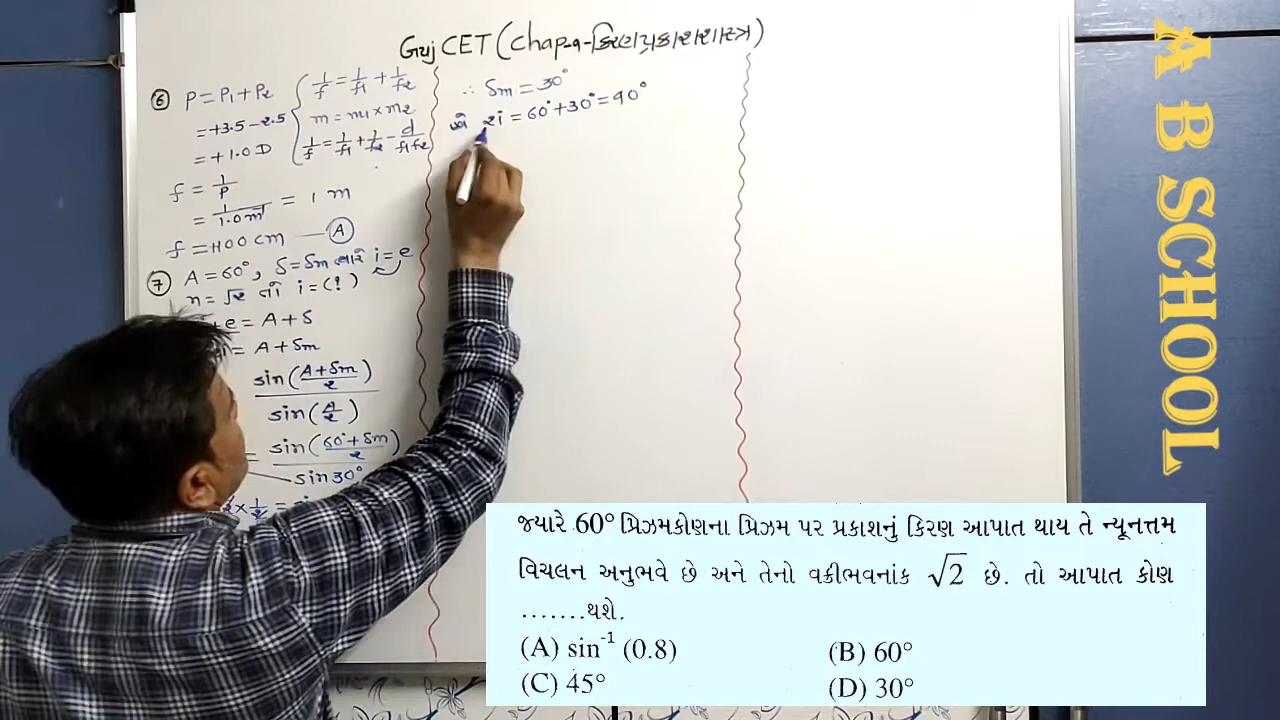 Guj CET (Chap-9-કિરણપ્રકાશશાસ્ત્ર)
6 P = P1 + P2
= +3.5 - 2.5
= +1.0 D
1/f = 1/f1 + 1/f2
m = m1 × m2
1/f = 1/f1 + 1/f2 - d/f1f2
f = 1/P
= 1/1.0 m⁻¹ = 1 m
f = +100 cm — A
7 A = 60°, δ = δm ત્યારે i = e
n = √2 તો i = (?)
+ e = A + δ
= A + δm
sin(A+δm/2)
sin(A/2)
= sin(60°+δm/2)
sin 30°
× 1/2 =
∴ δm = 30°
હવે 2i = 60° + 30° = 90°
જ્યારે 60° પ્રિઝમકોણના પ્રિઝમ પર પ્રકાશનું કિરણ આપાત થાય તે ન્યૂનત્તમ
વિચલન અનુભવે છે અને તેનો વક્રીભવનાંક √2 છે. તો આપાત કોણ
.......થશે.
(A) sin⁻¹ (0.8) (B) 60°
(C) 45° (D) 30°
A B SCHOOL